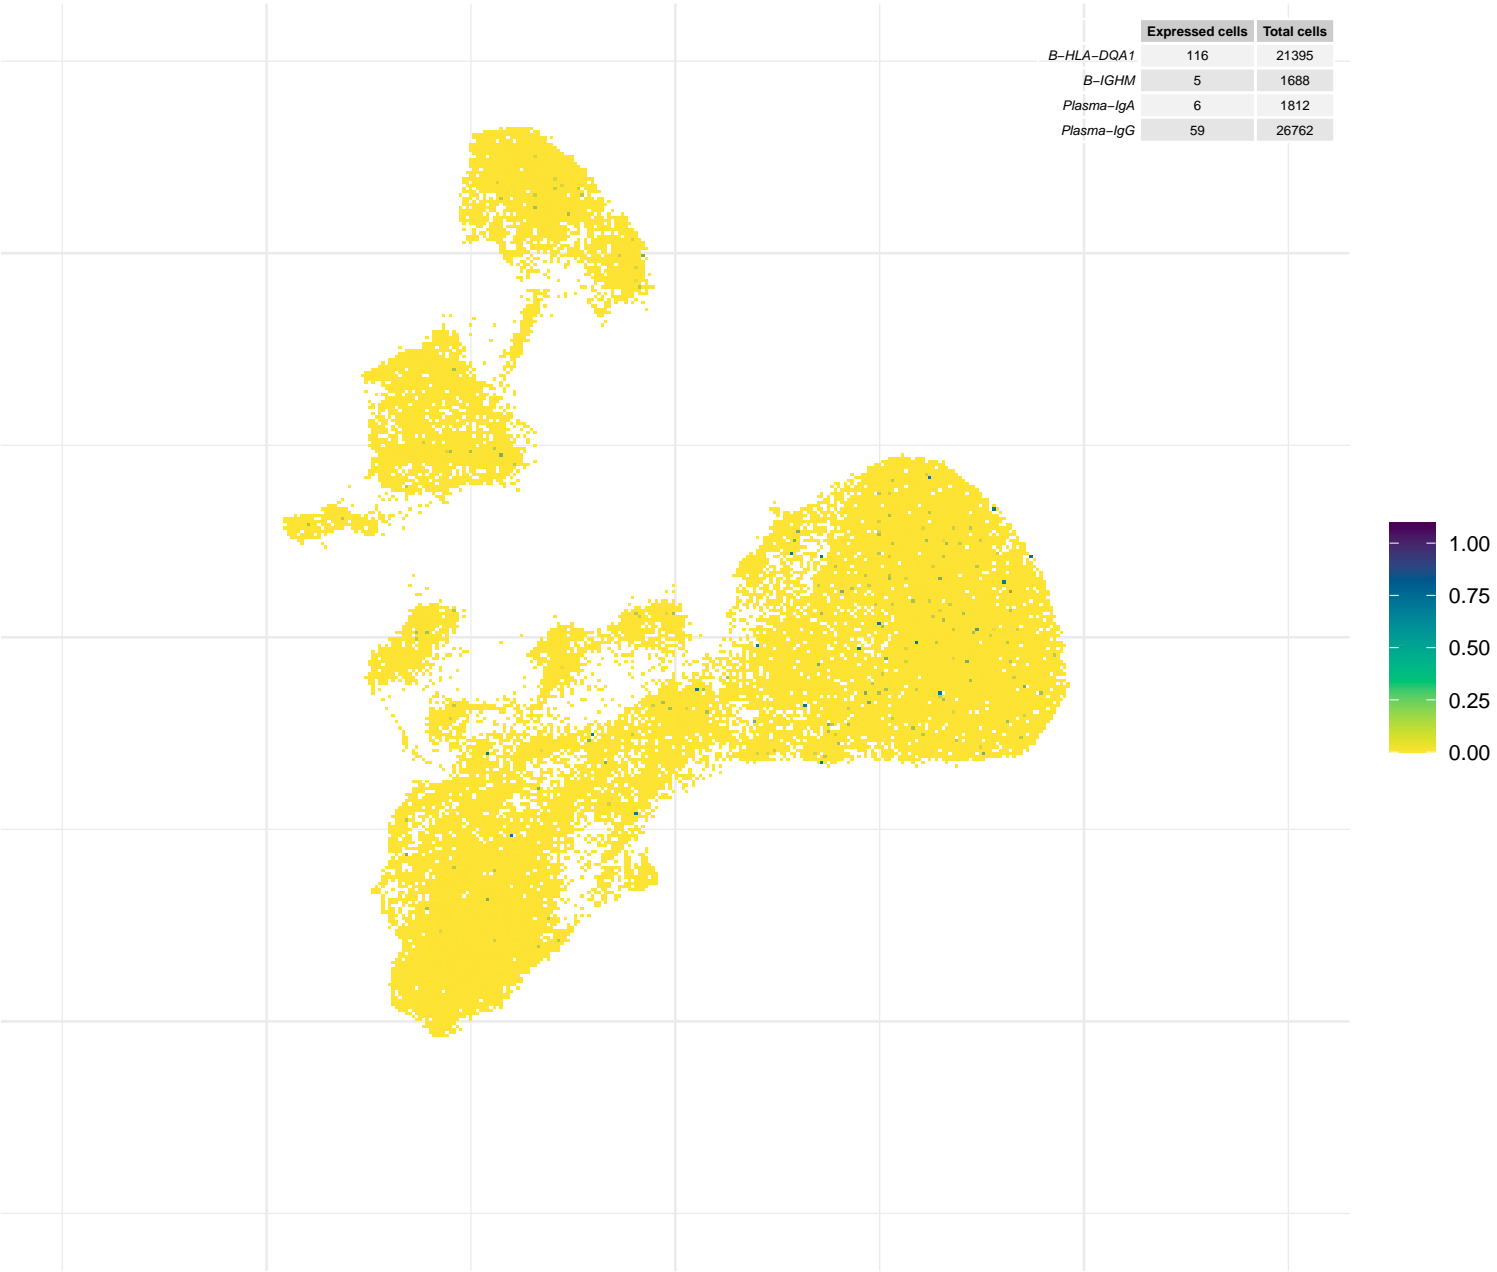 Expressed cells Total cells
B−HLA−DQA1 116 21395
B−IGHM 5 1688
Plasma−IgA 6 1812
Plasma−IgG 59 26762
1.00
0.75
0.50
0.25
0.00